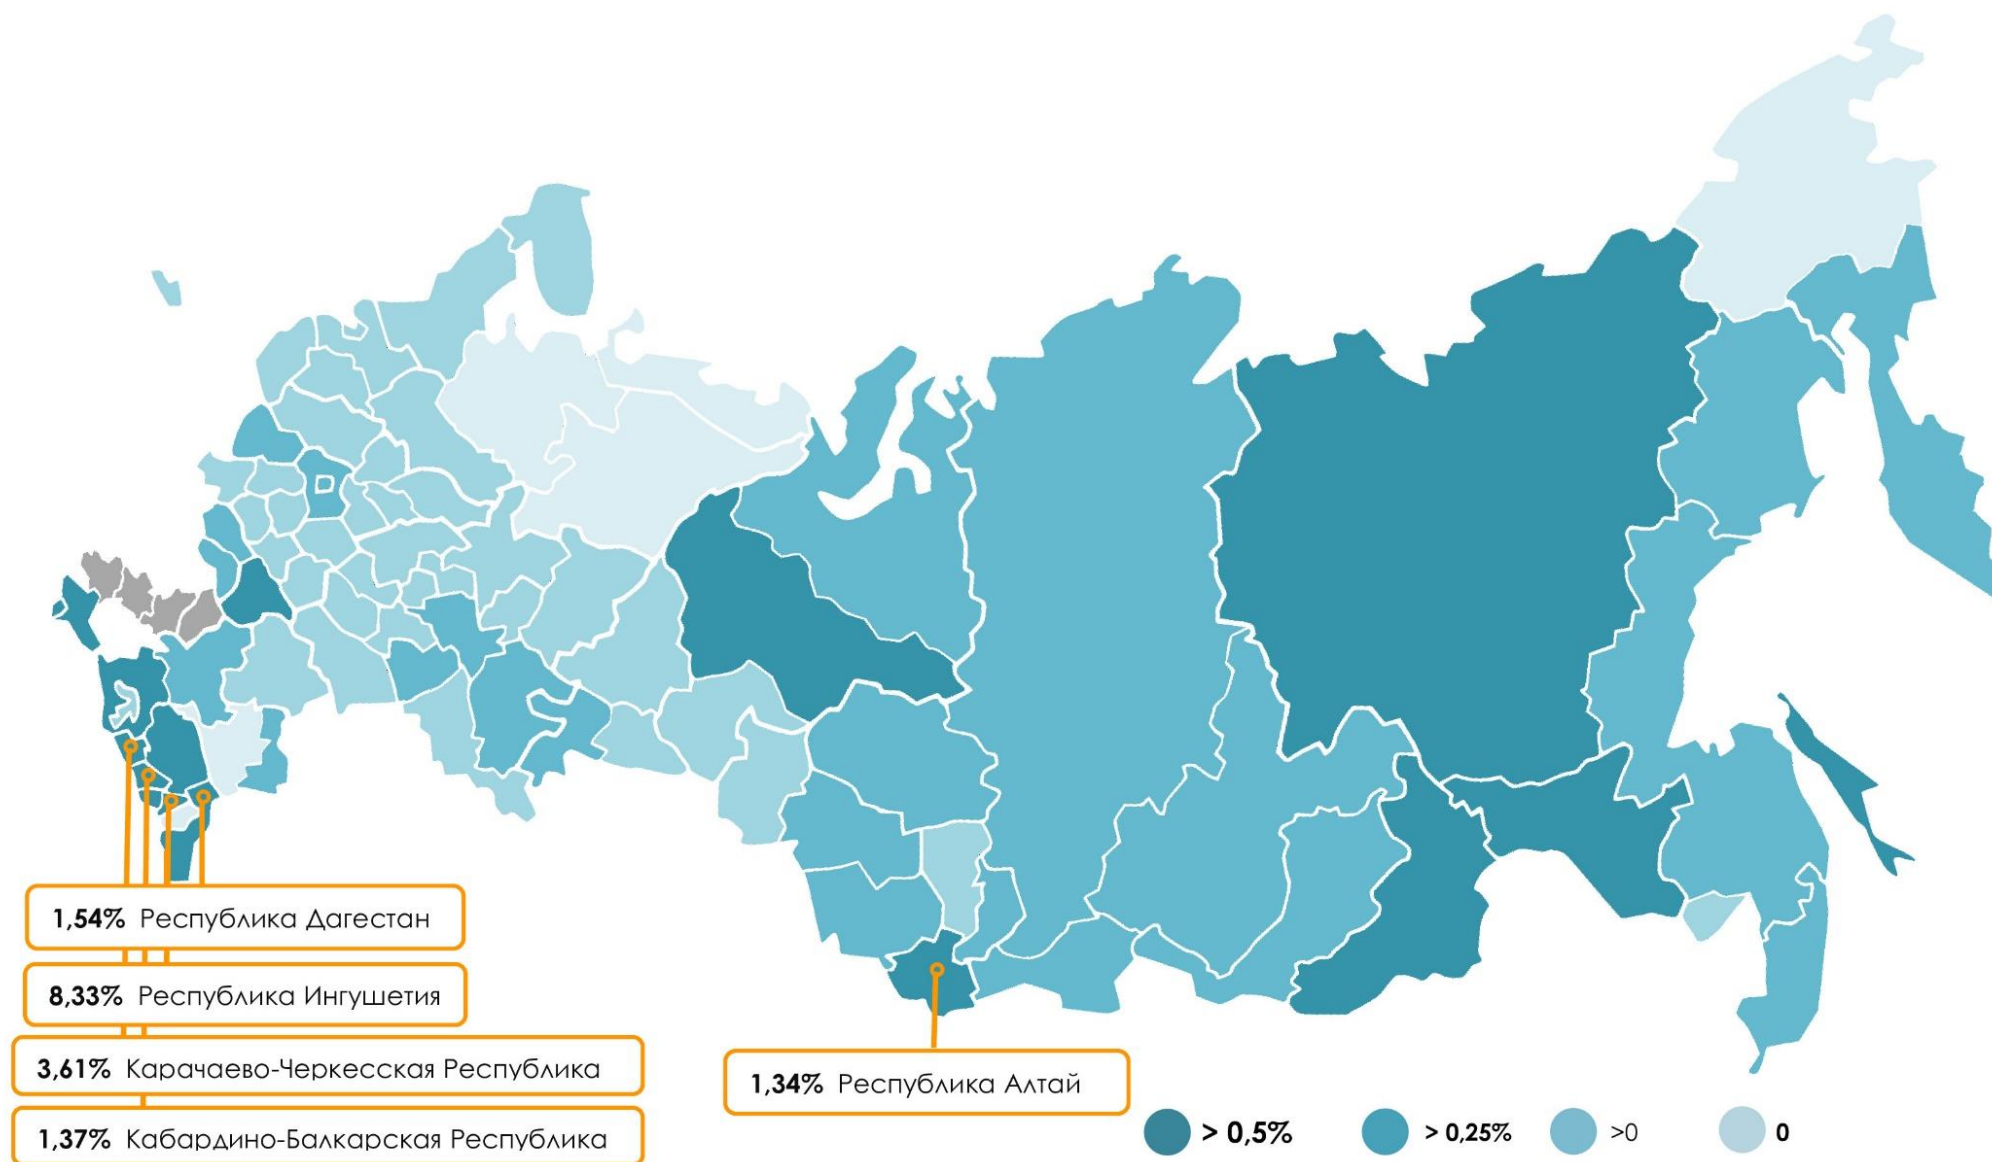 1,54% Республика Дагестан
8,33% Республика Ингушетия
3,61% Карачаево-Черкесская Республика
1,37% Кабардино-Балкарская Республика
1,34% Республика Алтай
> 0,5%
> 0,25%
>0
0